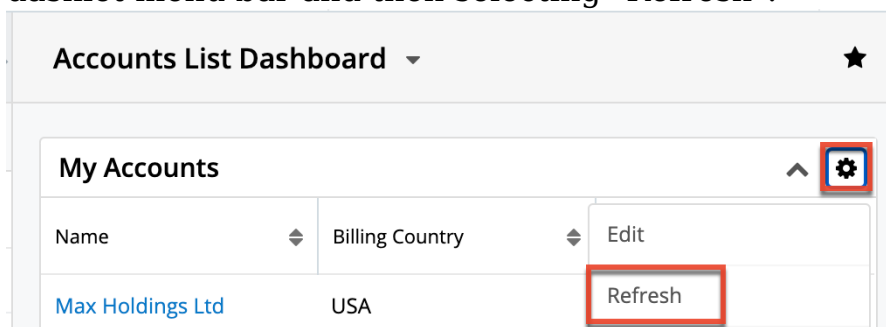 dashlet menu bar and then selecting "Refresh".
Accounts List Dashboard
My Accounts
Name Billing Country Edit
Refresh
Max Holdings Ltd USA